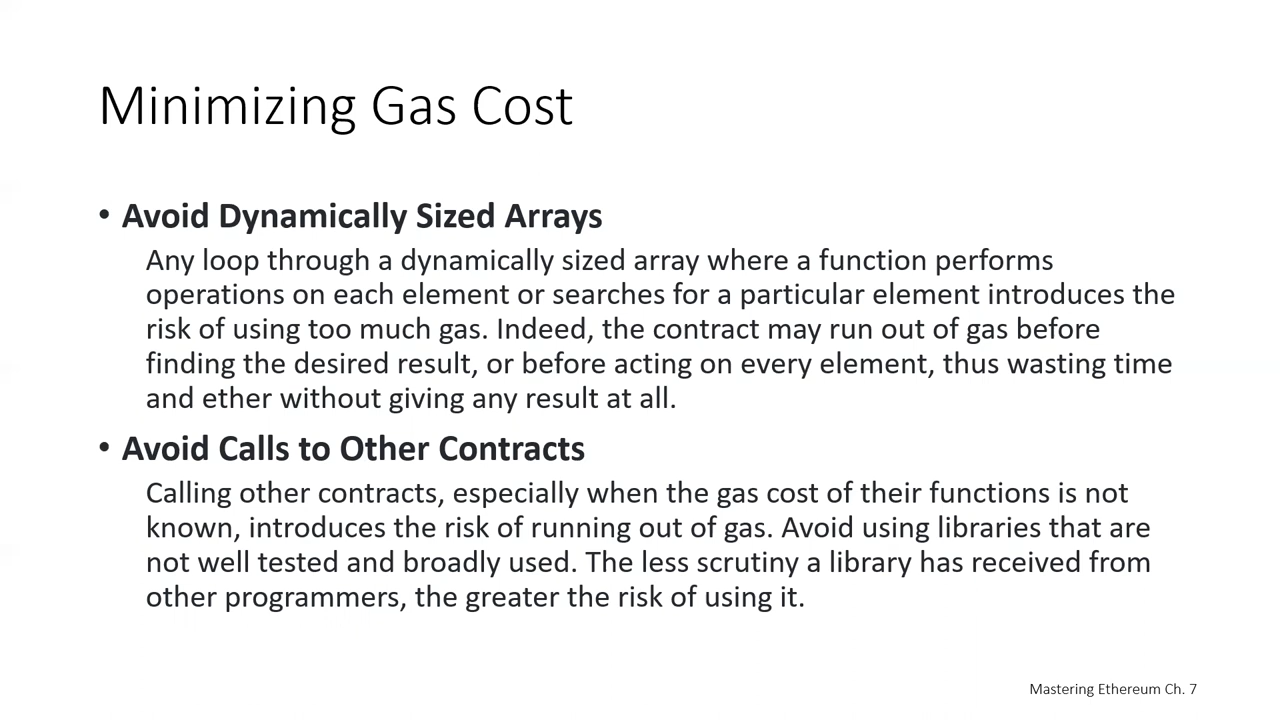 Minimizing Gas Cost
• Avoid Dynamically Sized Arrays
Any loop through a dynamically sized array where a function performs
operations on each element or searches for a particular element introduces the
risk of using too much gas. Indeed, the contract may run out of gas before
finding the desired result, or before acting on every element, thus wasting time
and ether without giving any result at all.
• Avoid Calls to Other Contracts
Calling other contracts, especially when the gas cost of their functions is not
known, introduces the risk of running out of gas. Avoid using libraries that are
not well tested and broadly used. The less scrutiny a library has received from
other programmers, the greater the risk of using it.
Mastering Ethereum Ch. 7